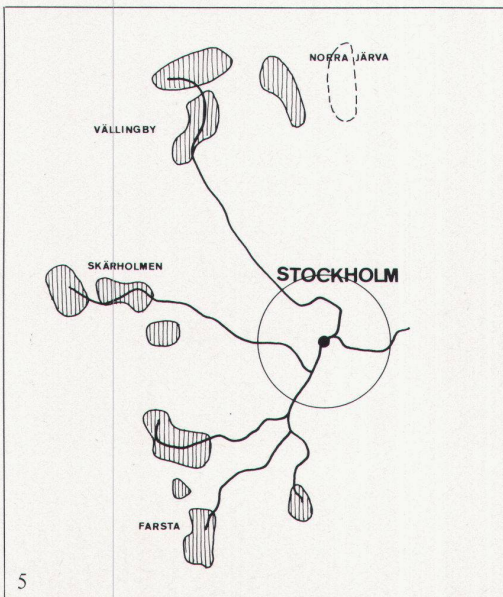 NORRA JÄRVA
VÄLLINGBY
SKÄRHOLMEN
STOCKHOLM
FARSTA
5